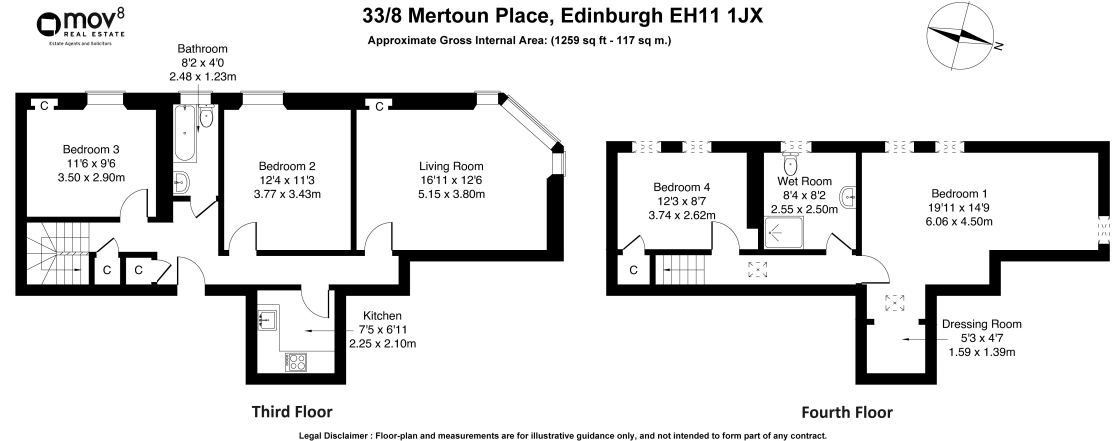 mov8
REAL ESTATE
Estate Agents and Solicitors
33/8 Mertoun Place, Edinburgh EH11 1JX
Approximate Gross Internal Area: (1259 sq ft - 117 sq m.)
N
Bathroom
8'2 x 4'0
2.48 x 1.23m
C
Bedroom 3
11'6 x 9'6
3.50 x 2.90m
Bedroom 2
12'4 x 11'3
3.77 x 3.43m
C
Living Room
16'11 x 12'6
5.15 x 3.80m
C
C
Kitchen
7'5 x 6'11
2.25 x 2.10m
Third Floor
Bedroom 4
12'3 x 8'7
3.74 x 2.62m
Wet Room
8'4 x 8'2
2.55 x 2.50m
Bedroom 1
19'11 x 14'9
6.06 x 4.50m
C
Dressing Room
5'3 x 4'7
1.59 x 1.39m
Fourth Floor
Legal Disclaimer : Floor-plan and measurements are for illustrative guidance only, and not intended to form part of any contract.